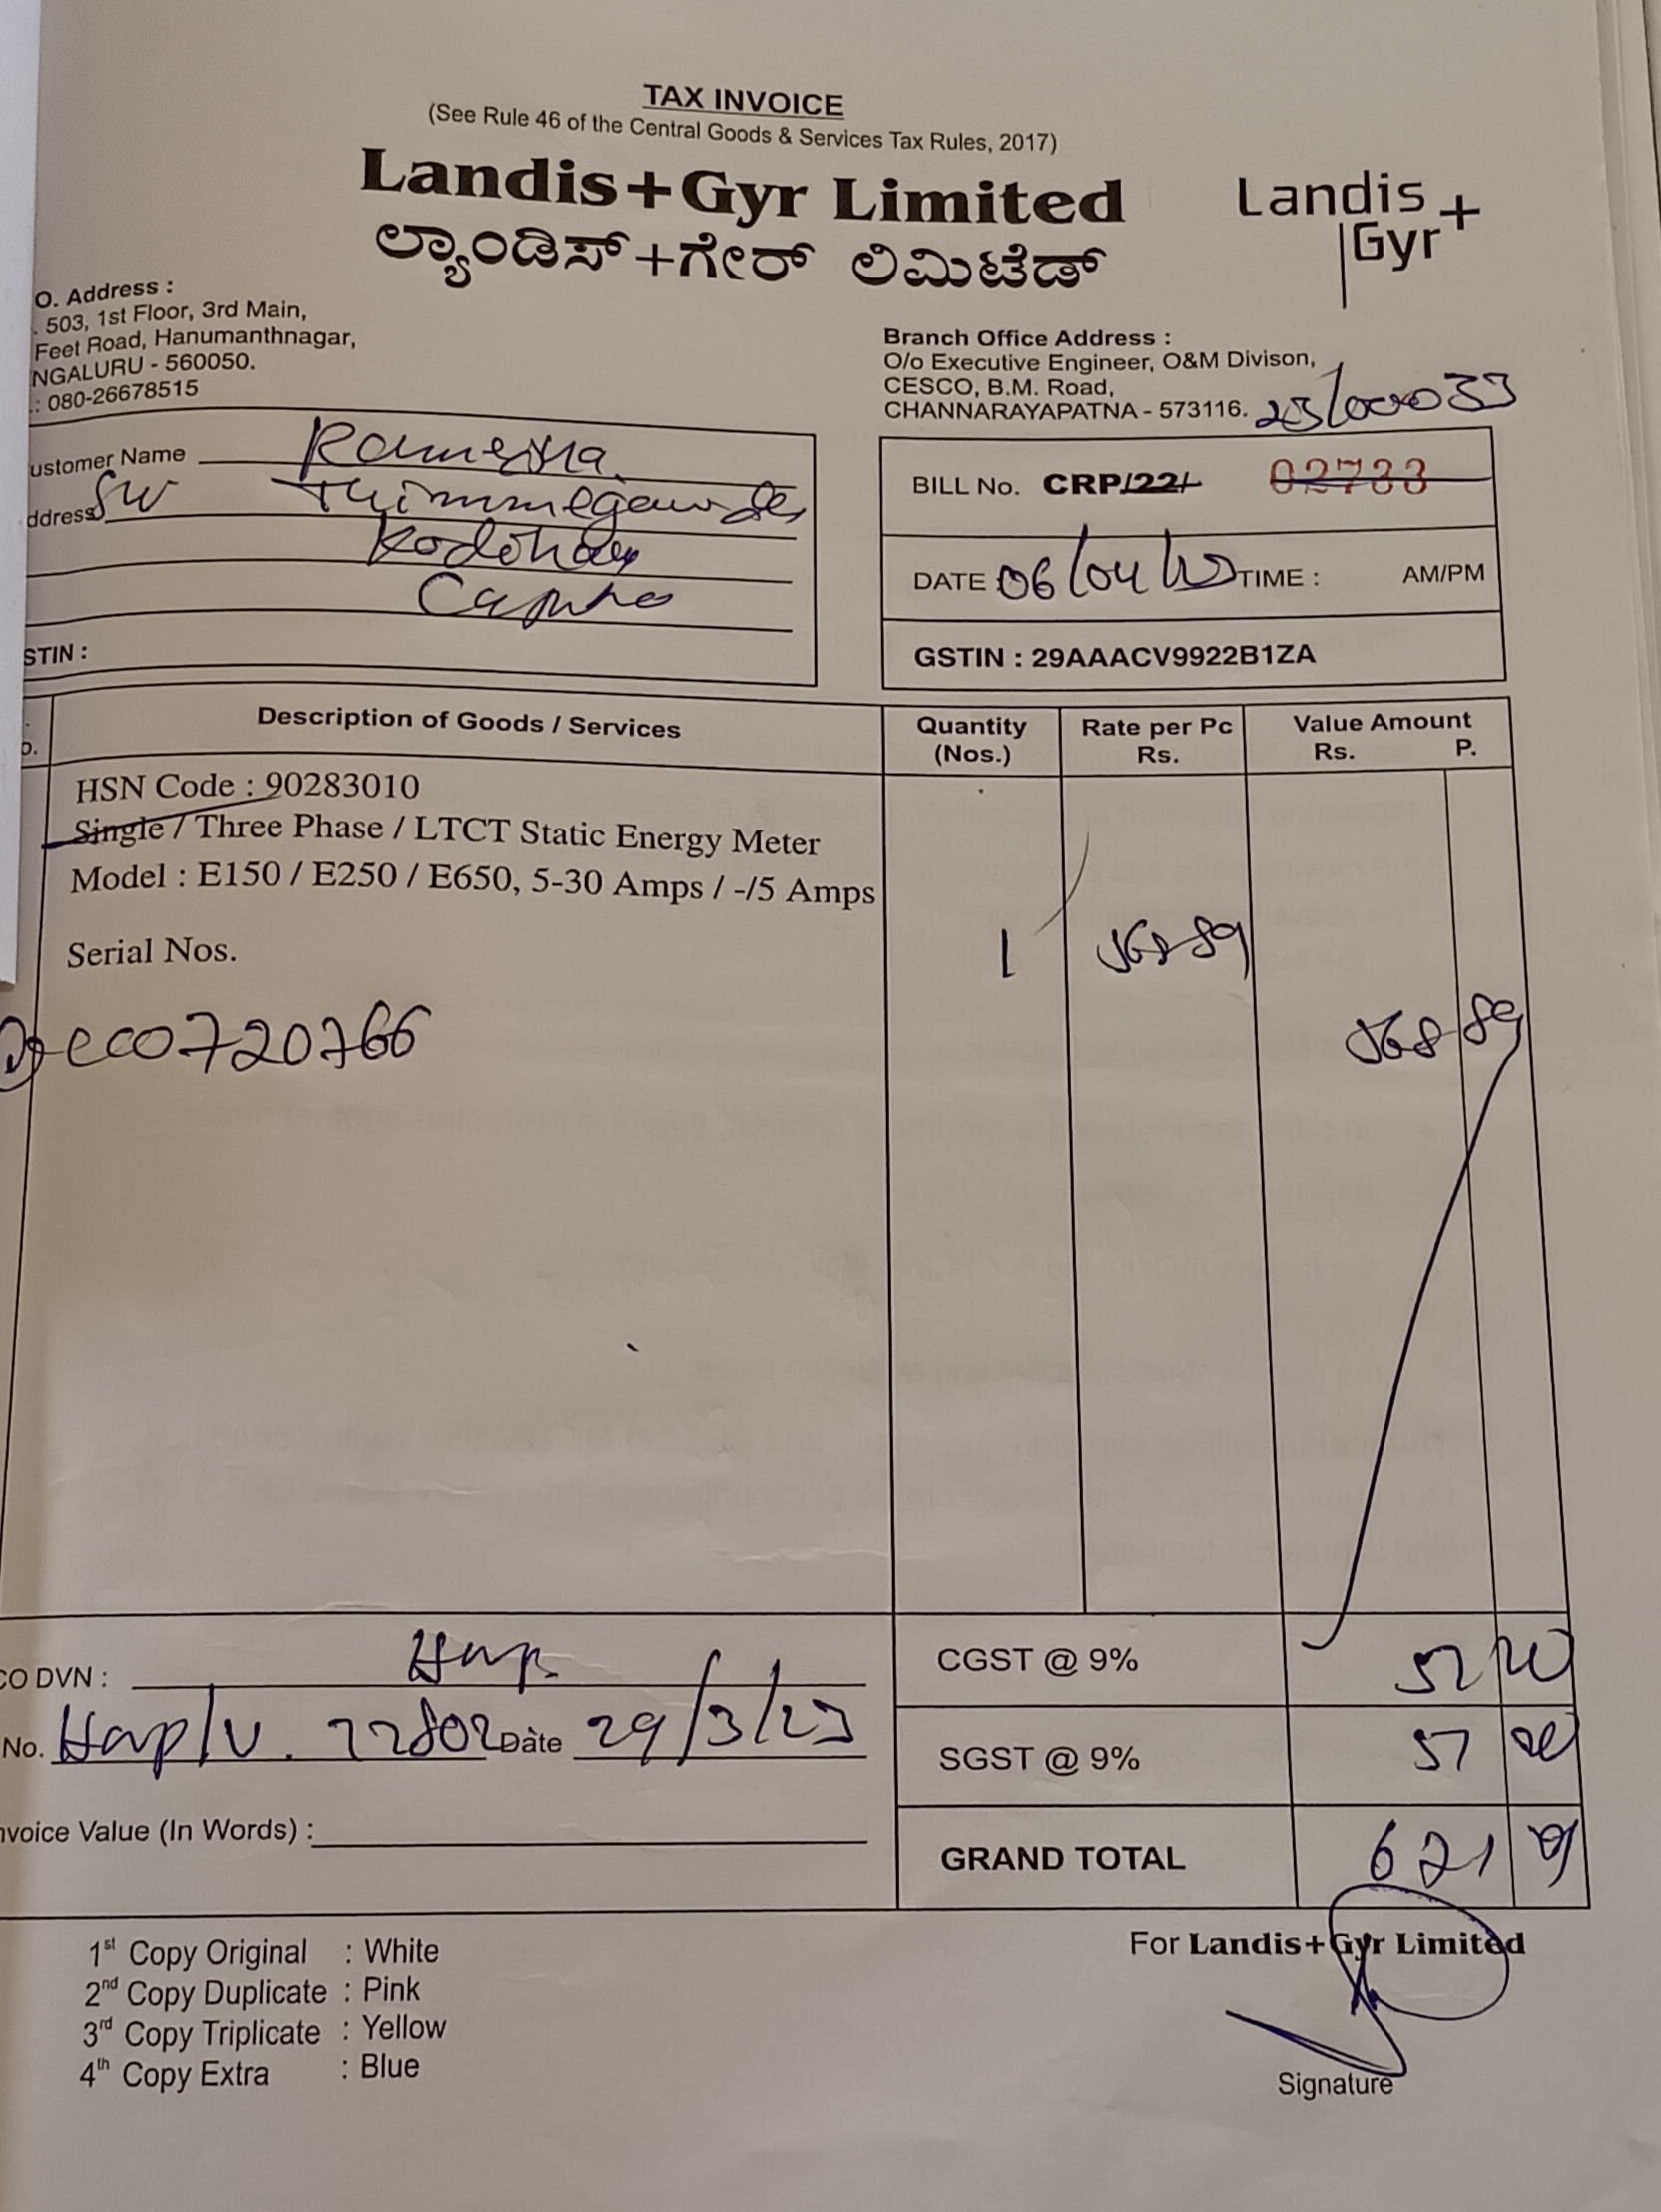 TAX INVOICE
(See Rule 46 of the Central Goods & Services Tax Rules, 2017)
Landis+Gyr Limited
ಲ್ಯಾಂಡಿಸ್+ಗೇರ್ ಲಿಮಿಟೆಡ್
Landis
Gyr+
O. Address :
. 503, 1st Floor, 3rd Main,
Feet Road, Hanumanthnagar,
NGALURU - 560050.
.: 080-26678515
Branch Office Address :
O/o Executive Engineer, O&M Divison,
CESCO, B.M. Road,
CHANNARAYAPATNA - 573116.
23/00033
ustomer Name Ramesha
ddress
STIN :
BILL No. CRP/22/ 02733
DATE 06/04/ TIME : AM/PM
GSTIN : 29AAACV9922B1ZA
Description of Goods / Services
Quantity (Nos.)
Rate per Pc Rs.
Value Amount
Rs. P.
HSN Code : 90283010
Single / Three Phase / LTCT Static Energy Meter
Model : E150 / E250 / E650, 5-30 Amps / -/5 Amps
Serial Nos.
1
0720766
CO DVN :
No. Date 29/3/23
nvoice Value (In Words) :
CGST @ 9%
SGST @ 9%
GRAND TOTAL 621
1st Copy Original : White
2nd Copy Duplicate : Pink
3rd Copy Triplicate : Yellow
4th Copy Extra : Blue
For Landis+Gyr Limited
Signature